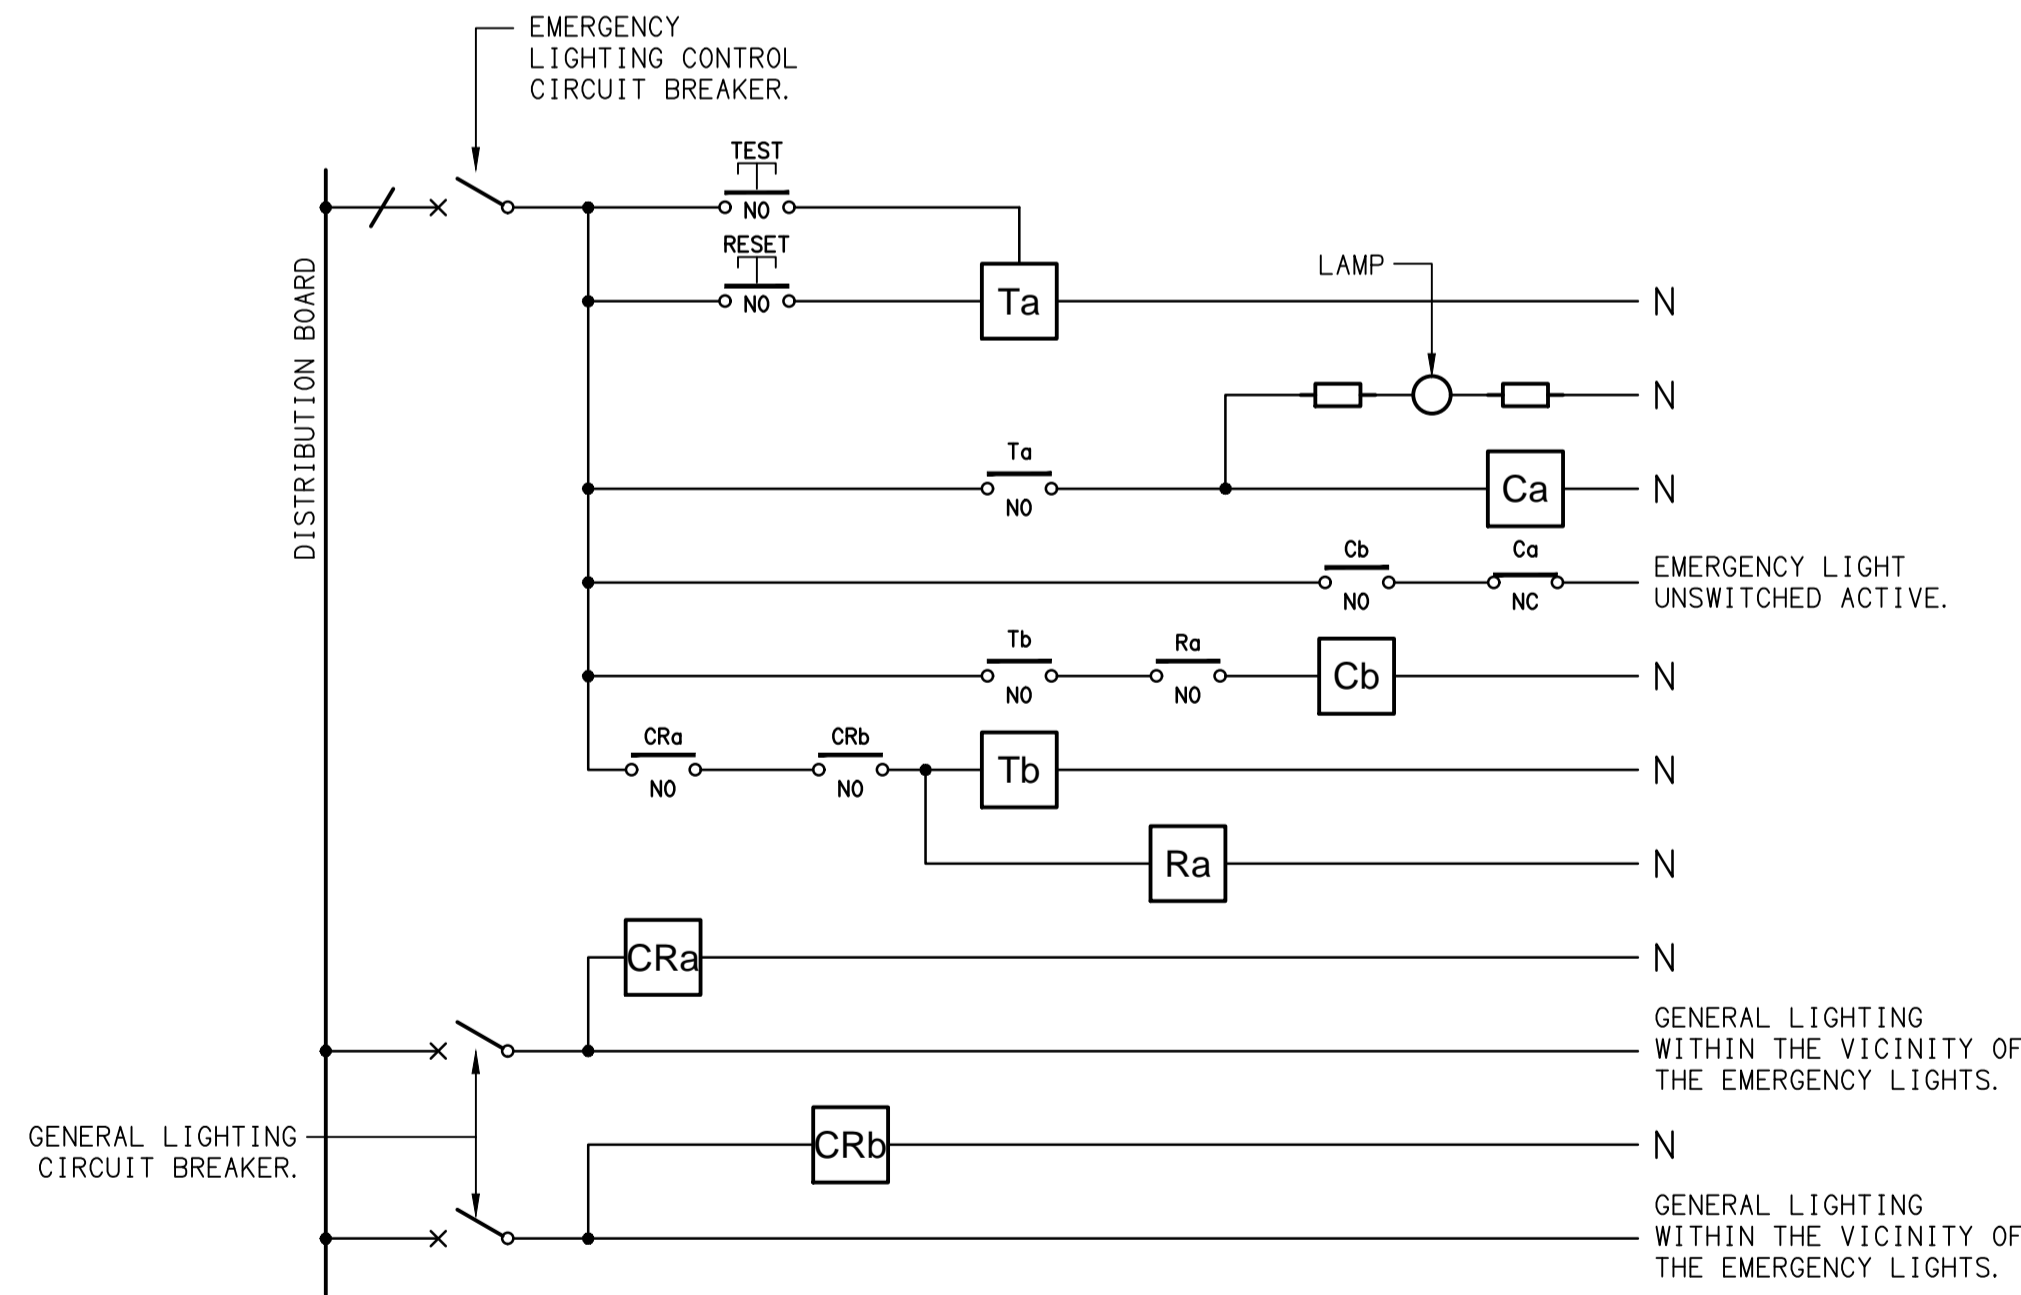 EMERGENCY
LIGHTING CONTROL
CIRCUIT BREAKER.
TEST
NO
RESET
NO
DISTRIBUTION BOARD
Ta
N
LAMP
N
Ta
NO
Ca
N
Cb
NO
Ca
NC
EMERGENCY LIGHT
UNSWITCHED ACTIVE.
Tb
NO
Ra
NO
Cb
N
CRa
NO
CRb
NO
Tb
N
Ra
N
CRa
N
GENERAL LIGHTING
WITHIN THE VICINITY OF
THE EMERGENCY LIGHTS.
GENERAL LIGHTING
CIRCUIT BREAKER.
CRb
N
GENERAL LIGHTING
WITHIN THE VICINITY OF
THE EMERGENCY LIGHTS.